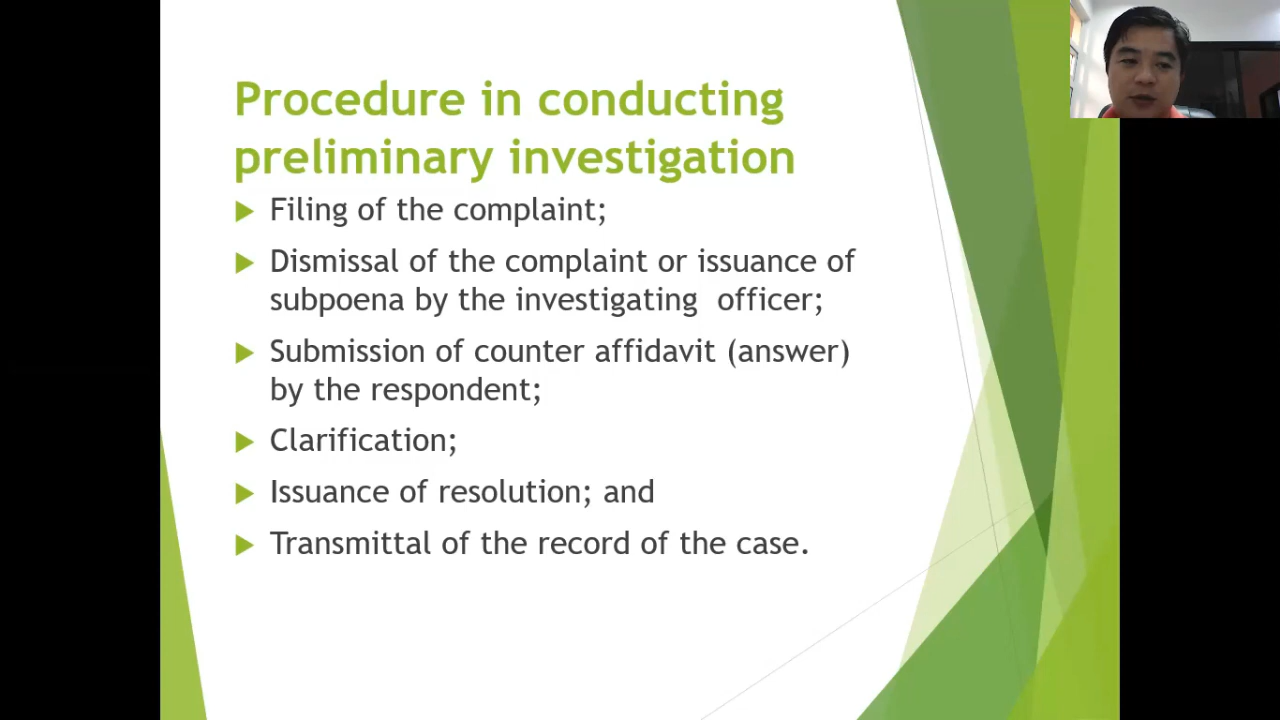 Procedure in conducting
preliminary investigation
Filing of the complaint;
Dismissal of the complaint or issuance of
subpoena by the investigating officer;
Submission of counter affidavit (answer)
by the respondent;
Clarification;
Issuance of resolution; and
Transmittal of the record of the case.